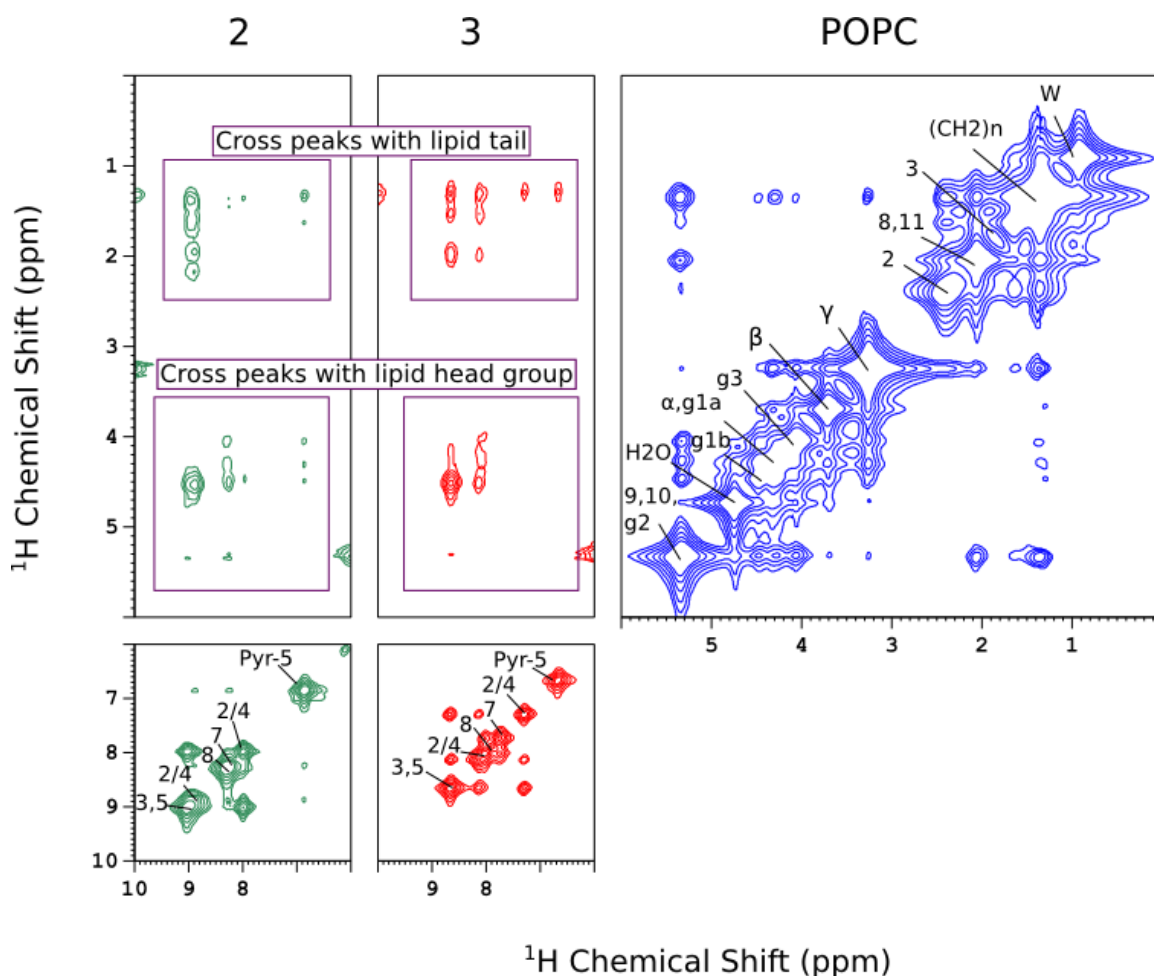 2 3 POPC
W
(CH2)n
Cross peaks with lipid tail
1
3
8,11
2
2
γ
3
β
Cross peaks with lipid head group
g3
α,g1a
4
g1b
H2O
9,10,
5
g2
5 4 3 2 1
Pyr-5 Pyr-5
2/4
7
2/4
7
7
8
8
8
2/4
2/4
3,5
9
3,5
10
10 9 8 9 8
1H Chemical Shift (ppm)
1H Chemical Shift (ppm)